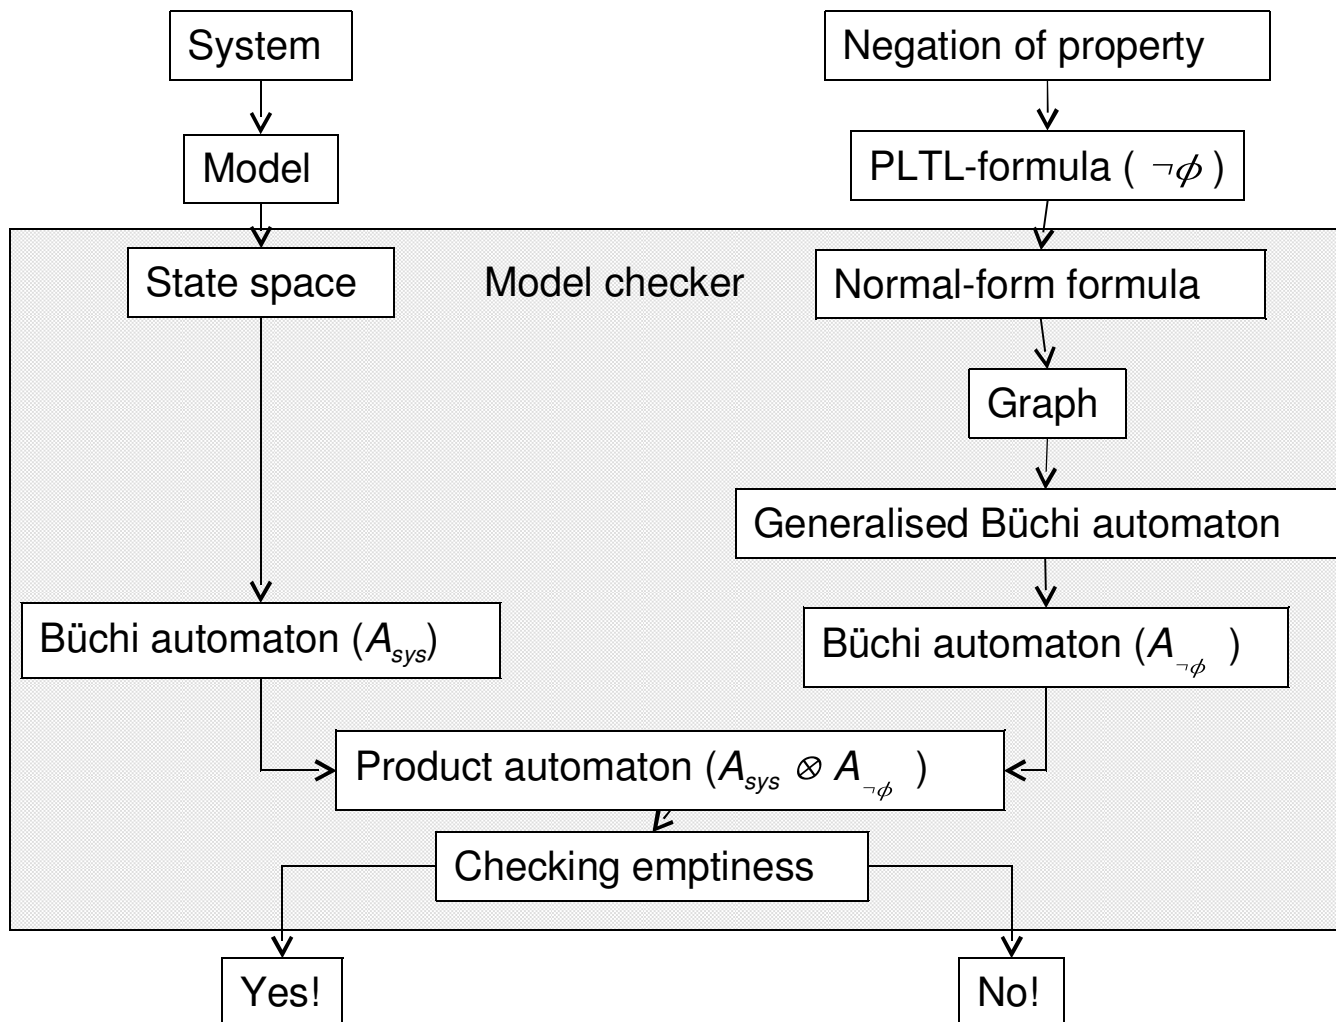 System
Negation of property
Model
PLTL-formula ( ¬ϕ )
State space
Model checker
Normal-form formula
Graph
Generalised Büchi automaton
Büchi automaton (A_sys)
Büchi automaton (A_¬ϕ )
Product automaton (A_sys ⊗ A_¬ϕ )
Checking emptiness
Yes!
No!